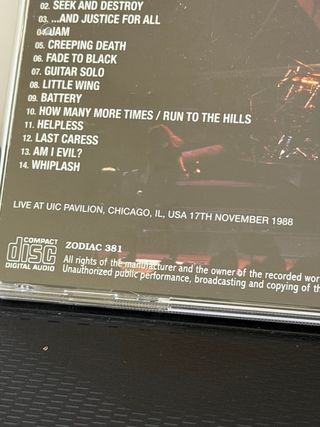 02. SEEK AND DESTROY
03. ...AND JUSTICE FOR ALL
04. JAM
05. CREEPING DEATH
06. FADE TO BLACK
07. GUITAR SOLO
08. LITTLE WING
09. BATTERY
10. HOW MANY MORE TIMES / RUN TO THE HILLS
11. HELPLESS
12. LAST CARESS
13. AM I EVIL?
14. WHIPLASH
LIVE AT UIC PAVILION, CHICAGO, IL, USA 17TH NOVEMBER 1988
COMPACT
disc
DIGITAL AUDIO
ZODIAC 381
All rights of the manufacturer and the owner of the recorded wor
Unauthorized public performance, broadcasting and copying of th